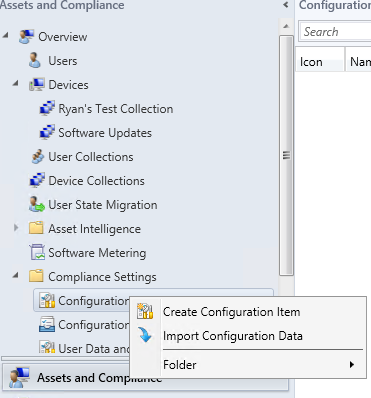 Assets and Compliance
Configuration
Search
Icon
Nam
Overview
Users
Devices
Ryan's Test Collection
Software Updates
User Collections
Device Collections
User State Migration
Asset Intelligence
Software Metering
Compliance Settings
Configuration
Configuration
User Data and
Create Configuration Item
Import Configuration Data
Folder
Assets and Compliance